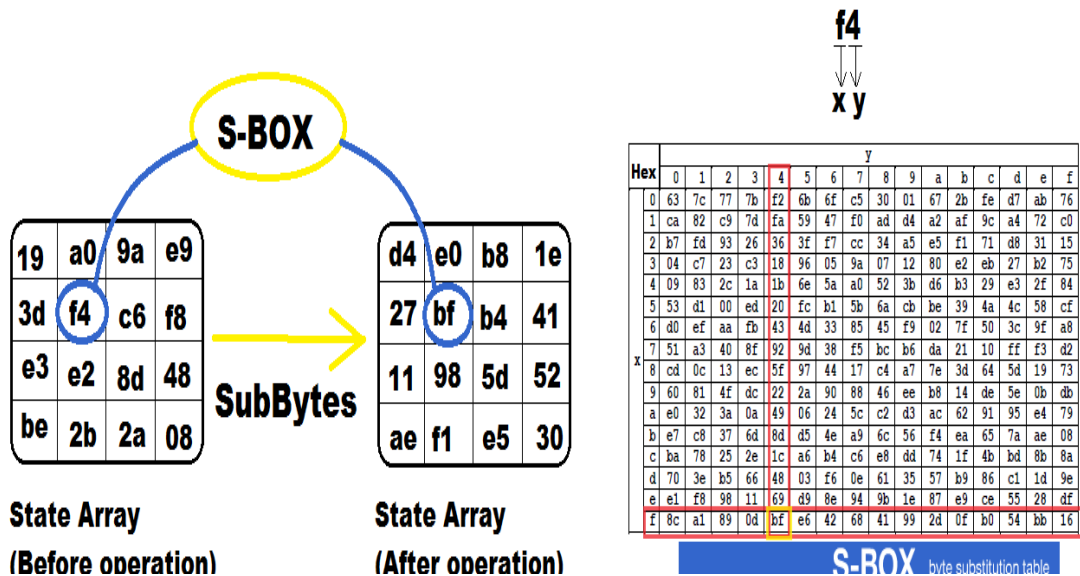 f4
x y
S-BOX
19 a0 9a e9
3d f4 c6 f8
e3 e2 8d 48
be 2b 2a 08
State Array
(Before operation)
SubBytes
d4 e0 b8 1e
27 bf b4 41
11 98 5d 52
ae f1 e5 30
State Array
(After operation)
y
Hex 0 1 2 3 4 5 6 7 8 9 a b c d e f
0 63 7c 77 7b f2 6b 6f c5 30 01 67 2b fe d7 ab 76
1 ca 82 c9 7d fa 59 47 f0 ad d4 a2 af 9c a4 72 c0
2 b7 fd 93 26 36 3f f7 cc 34 a5 e5 f1 71 d8 31 15
3 04 c7 23 c3 18 96 05 9a 07 12 80 e2 eb 27 b2 75
4 09 83 2c 1a 1b 6e 5a a0 52 3b d6 b3 29 e3 2f 84
5 53 d1 00 ed 20 fc b1 5b 6a cb be 39 4a 4c 58 cf
6 d0 ef aa fb 43 4d 33 85 45 f9 02 7f 50 3c 9f a8
x
7 51 a3 40 8f 92 9d 38 f5 bc b6 da 21 10 ff f3 d2
8 cd 0c 13 ec 5f 97 44 17 c4 a7 7e 3d 64 5d 19 73
9 60 81 4f dc 22 2a 90 88 46 ee b8 14 de 5e 0b db
a e0 32 3a 0a 49 06 24 5c c2 d3 ac 62 91 95 e4 79
b e7 c8 37 6d 8d d5 4e a9 6c 56 f4 ea 65 7a ae 08
c ba 78 25 2e 1c a6 b4 c6 e8 dd 74 1f 4b bd 8b 8a
d 70 3e b5 66 48 03 f6 0e 61 35 57 b9 86 c1 1d 9e
e e1 f8 98 11 69 d9 8e 94 9b 1e 87 e9 ce 55 28 df
f 8c a1 89 0d bf e6 42 68 41 99 2d 0f b0 54 bb 16
S-BOX byte substitution table